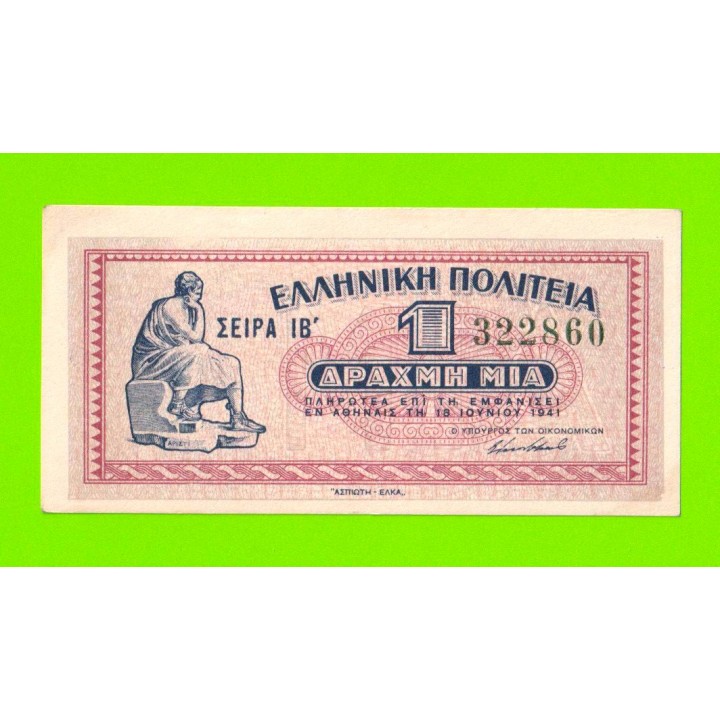 ΕΛΛΗΝΙΚΗ ΠΟΛΙΤΕΙΑ
ΣΕΙΡΑ ΙΒ' 1 322860
ΔΡΑΧΜΗ ΜΙΑ
ΠΛΗΡΩΤΕΑ ΕΠΙ ΤΗ ΕΜΦΑΝΙΣΕΙ
ΕΝ ΑΘΗΝΑΙΣ ΤΗ 18 ΙΟΥΝΙΟΥ 1941
Ο ΥΠΟΥΡΓΟΣ ΤΩΝ ΟΙΚΟΝΟΜΙΚΩΝ
"ΑΣΠΙΩΤΗ - ΕΛΚΑ„